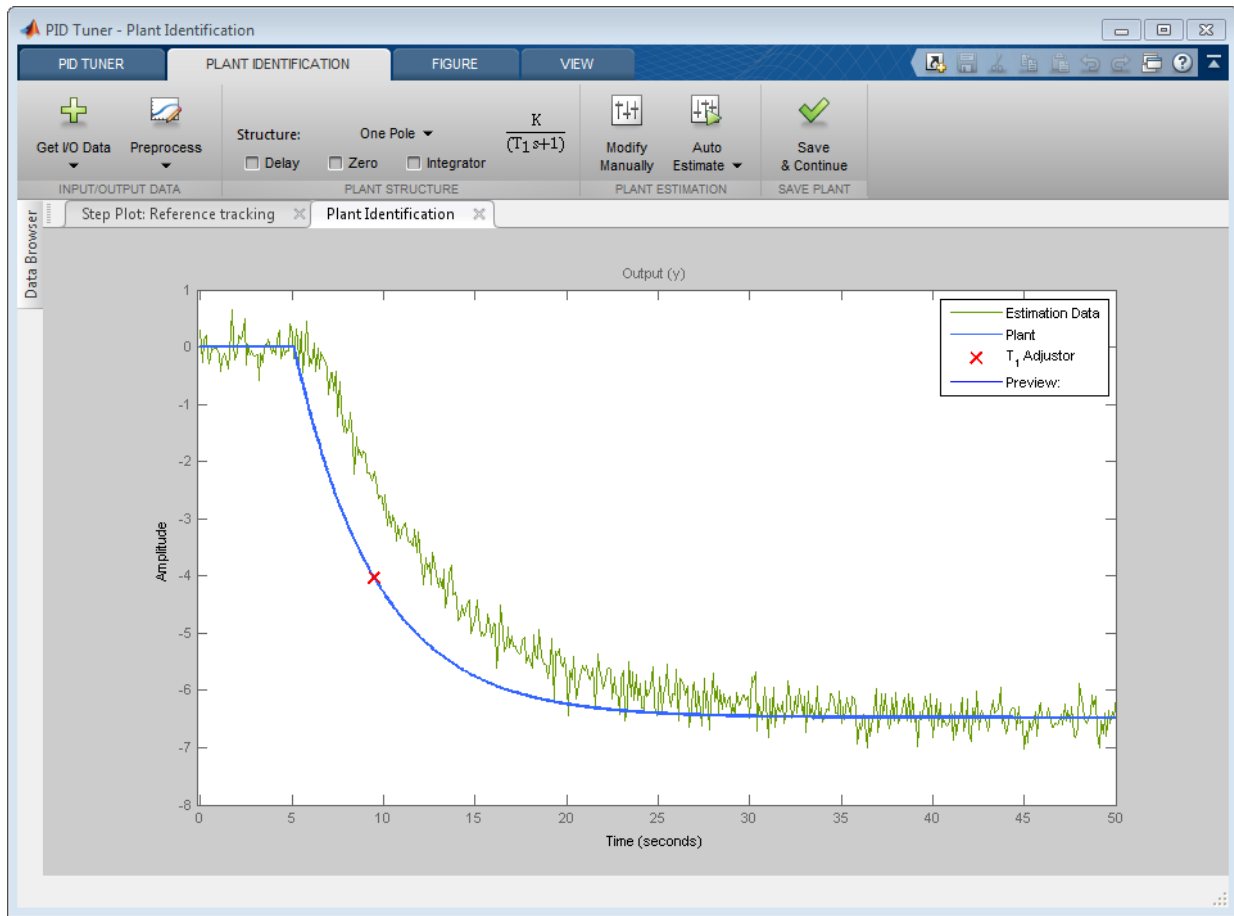 PID Tuner - Plant Identification
PID TUNER
PLANT IDENTIFICATION
FIGURE
VIEW
Get I/O Data
Preprocess
Structure:
One Pole
Delay
Zero
Integrator
K
(T1s+1)
Modify
Manually
Auto
Estimate
Save
& Continue
INPUT/OUTPUT DATA
PLANT STRUCTURE
PLANT ESTIMATION
SAVE PLANT
Data Browser
Step Plot: Reference tracking
Plant Identification
Output (y)
Estimation Data
Plant
T1 Adjustor
Preview:
Amplitude
1
0
-1
-2
-3
-4
-5
-6
-7
-8
0 5 10 15 20 25 30 35 40 45 50
Time (seconds)